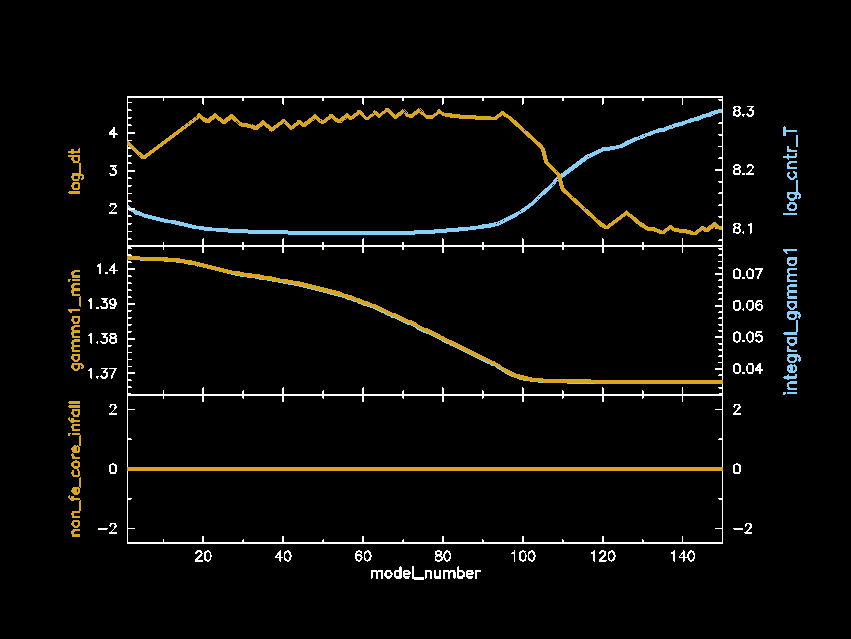 log_dt
4
3
2
8.3
8.2
8.1
log_cntr_T
gamma1_min
1.4
1.39
1.38
1.37
0.07
0.06
0.05
0.04
integral_gamma1
non_fe_core_infall
2
0
−2
2
0
−2
20 40 60 80 100 120 140
model_number